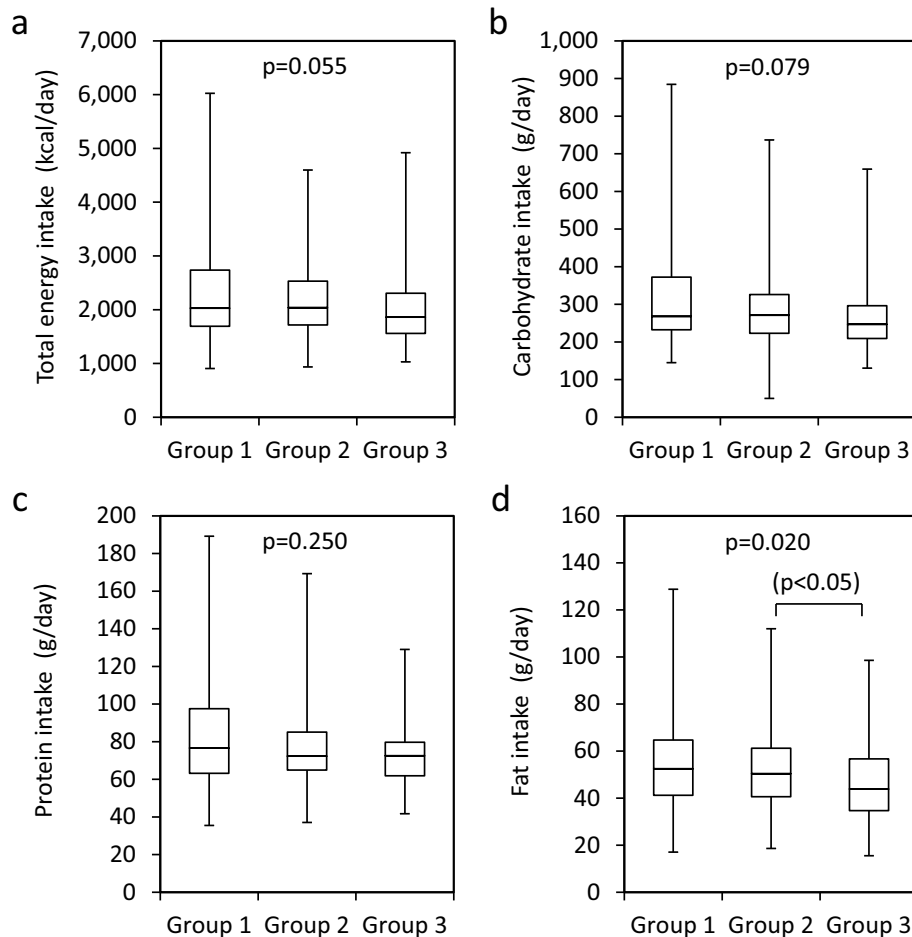 a
Total energy intake (kcal/day)
7,000
6,000
5,000
4,000
3,000
2,000
1,000
0
p=0.055
Group 1 Group 2 Group 3
b
Carbohydrate intake (g/day)
1,000
900
800
700
600
500
400
300
200
100
0
p=0.079
Group 1 Group 2 Group 3
c
Protein intake (g/day)
200
180
160
140
120
100
80
60
40
20
0
p=0.250
Group 1 Group 2 Group 3
d
Fat intake (g/day)
160
140
120
100
80
60
40
20
0
p=0.020
(p<0.05)
Group 1 Group 2 Group 3